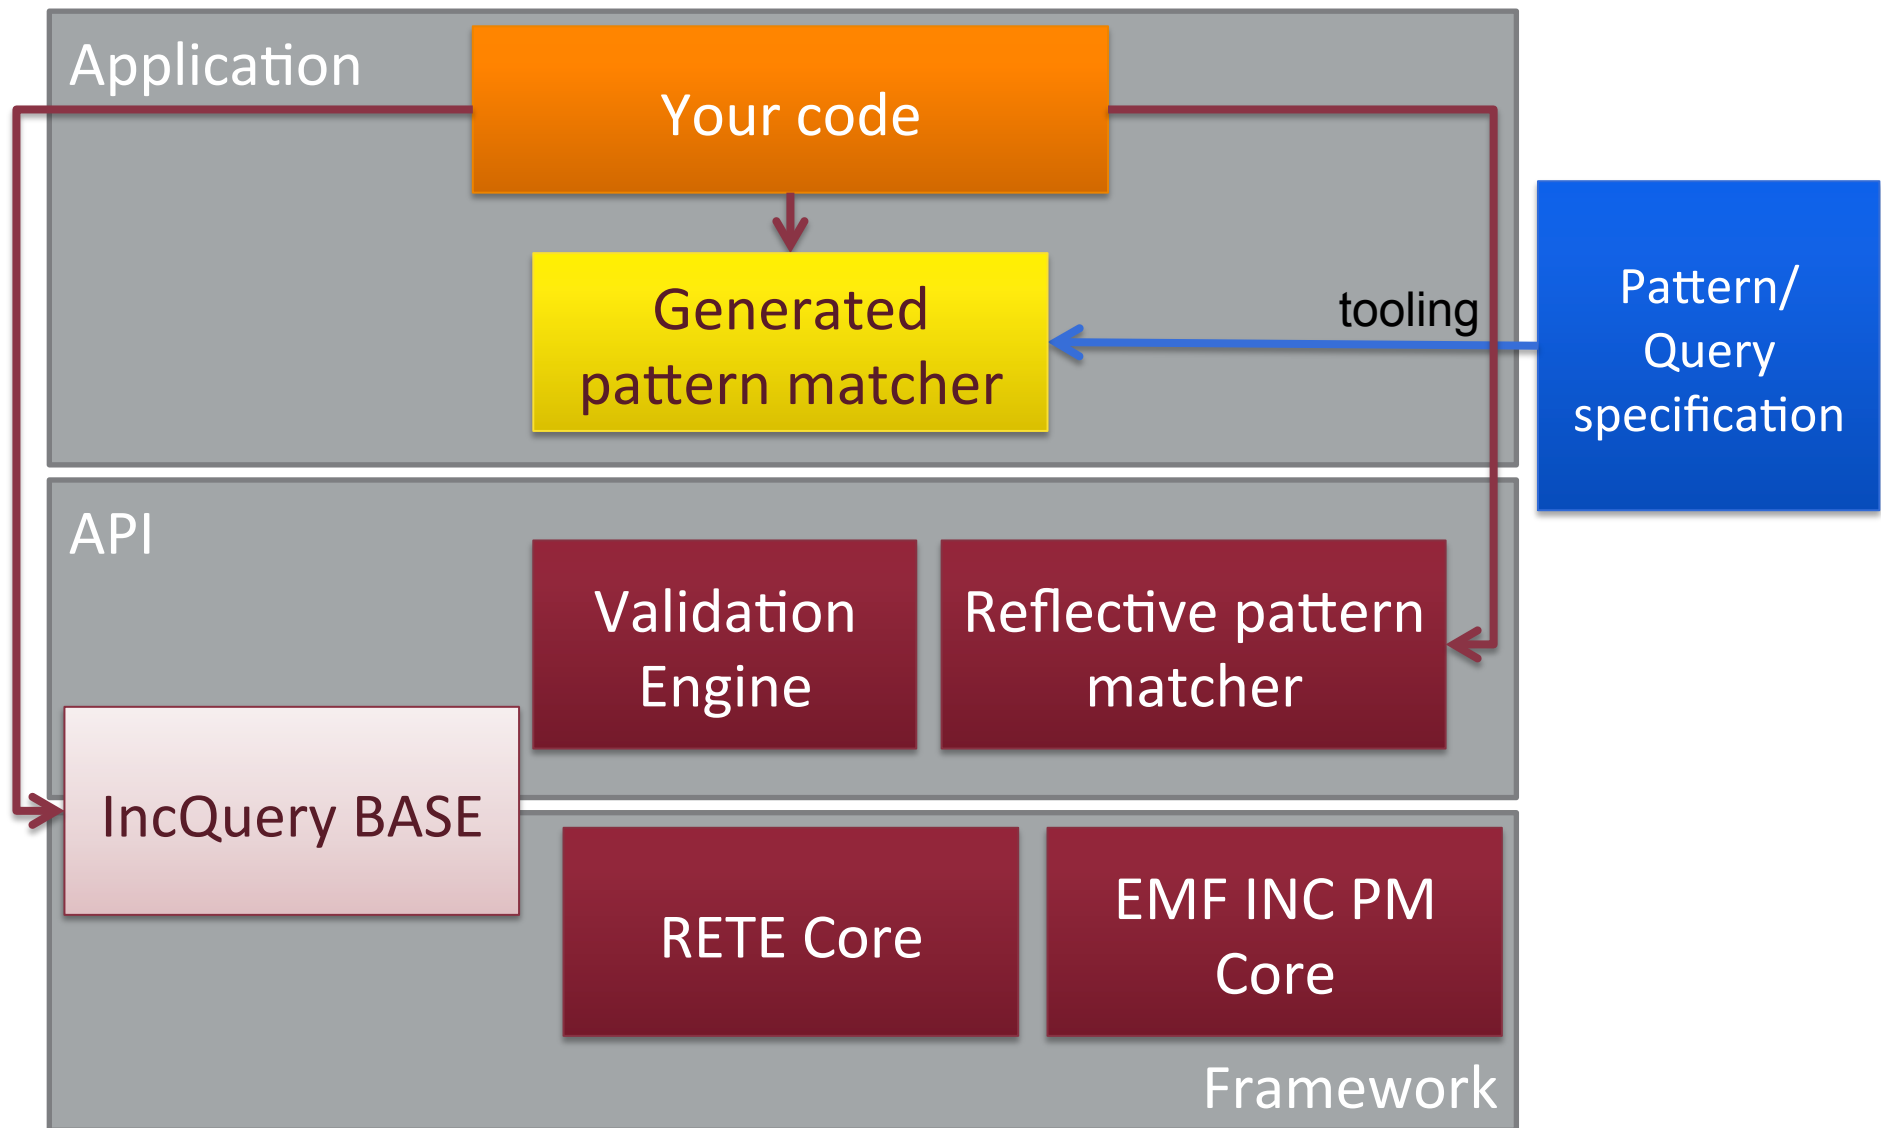 Application
Your code
Generated
pattern matcher
tooling
Pattern/
Query
specification
API
Validation
Engine
Reflective pattern
matcher
IncQuery BASE
RETE Core
EMF INC PM
Core
Framework